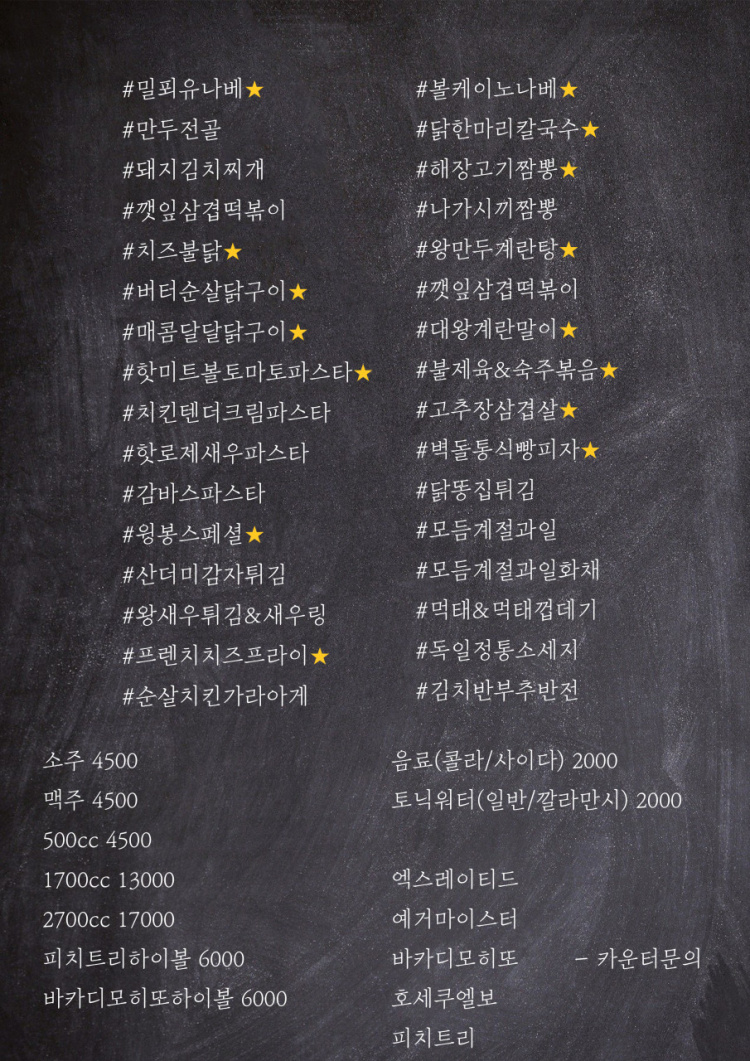 #밀푀유나베★
#만두전골
#돼지김치찌개
#깻잎삼겹떡볶이
#치즈불닭★
#버터순살닭구이★
#매콤달달닭구이★
#핫미트볼토마토파스타★
#치킨텐더크림파스타
#핫로제새우파스타
#감바스파스타
#윙봉스페셜★
#산더미감자튀김
#왕새우튀김&새우링
#프렌치치즈프라이★
#순살치킨가라아게
#볼케이노나베★
#닭한마리칼국수★
#해장고기짬뽕★
#나가시끼짬뽕
#왕만두계란탕★
#깻잎삼겹떡볶이
#대왕계란말이★
#불제육&숙주볶음★
#고추장삼겹살★
#벽돌통식빵피자★
#닭똥집튀김
#모듬계절과일
#모듬계절과일화채
#먹태&먹태껍데기
#독일정통소세지
#김치반부추반전
소주 4500
맥주 4500
500cc 4500
1700cc 13000
2700cc 17000
피치트리하이볼 6000
바카디모히또하이볼 6000
음료(콜라/사이다) 2000
토닉워터(일반/깔라만시) 2000
엑스레이티드
예거마이스터
바카디모히또 - 카운터문의
호세쿠엘보
피치트리